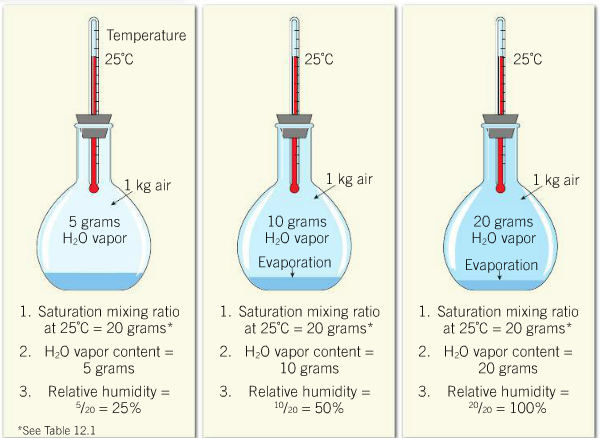 Temperature
25°C
1 kg air
5 grams
H₂O vapor
1. Saturation mixing ratio
at 25°C = 20 grams*
2. H₂O vapor content =
5 grams
3. Relative humidity =
5/20 = 25%
*See Table 12.1
25°C
1 kg air
10 grams
H₂O vapor
Evaporation
1. Saturation mixing ratio
at 25°C = 20 grams*
2. H₂O vapor content =
10 grams
3. Relative humidity =
10/20 = 50%
25°C
1 kg air
20 grams
H₂O vapor
Evaporation
1. Saturation mixing ratio
at 25°C = 20 grams*
2. H₂O vapor content =
20 grams
3. Relative humidity =
20/20 = 100%